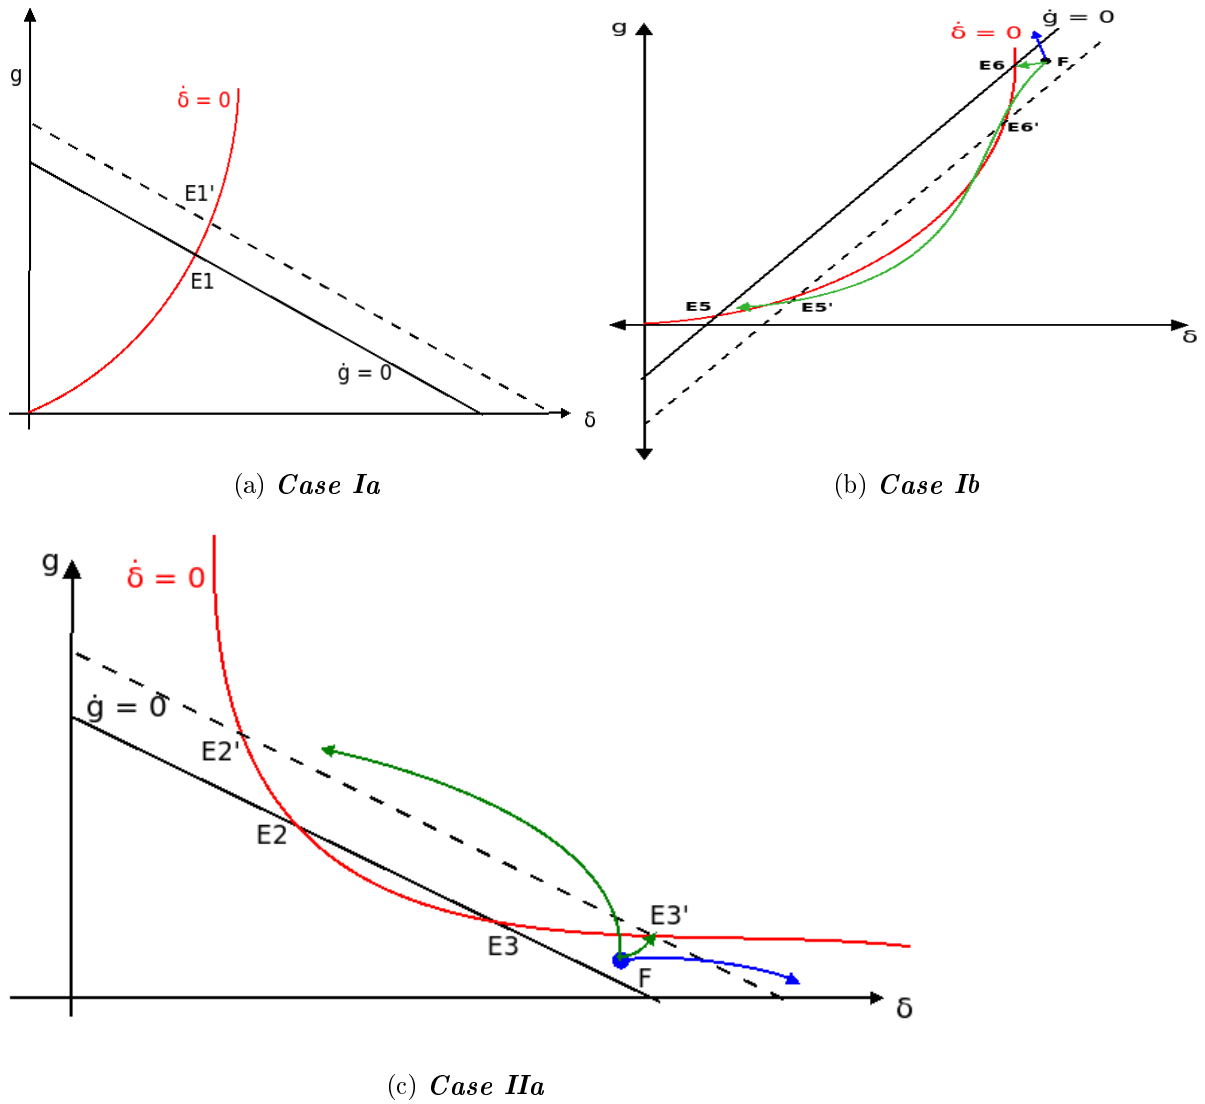 g
δ̇ = 0
E1'
E1
ġ = 0
δ
(a) Case Ia
g
δ̇ = 0
ġ = 0
E6
F
E6'
E5
E5'
δ
(b) Case Ib
g
δ̇ = 0
ġ = 0
E2'
E2
E3
E3'
F
δ
(c) Case IIa